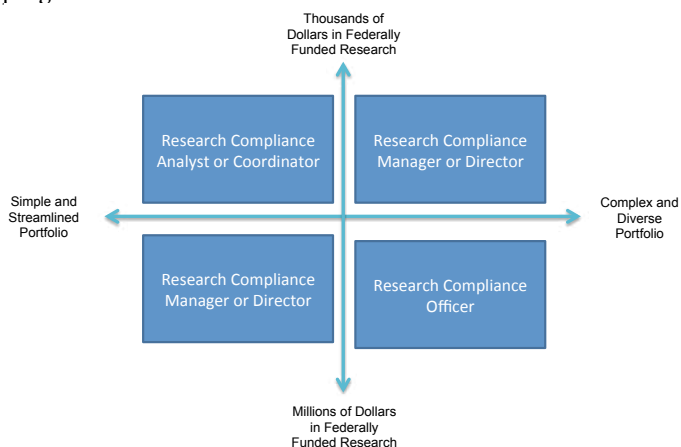 Thousands of
Dollars in Federally
Funded Research
Research Compliance
Analyst or Coordinator
Research Compliance
Manager or Director
Simple and
Streamlined
Portfolio
Complex and
Diverse
Portfolio
Research Compliance
Manager or Director
Research Compliance
Officer
Millions of Dollars
in Federally
Funded Research